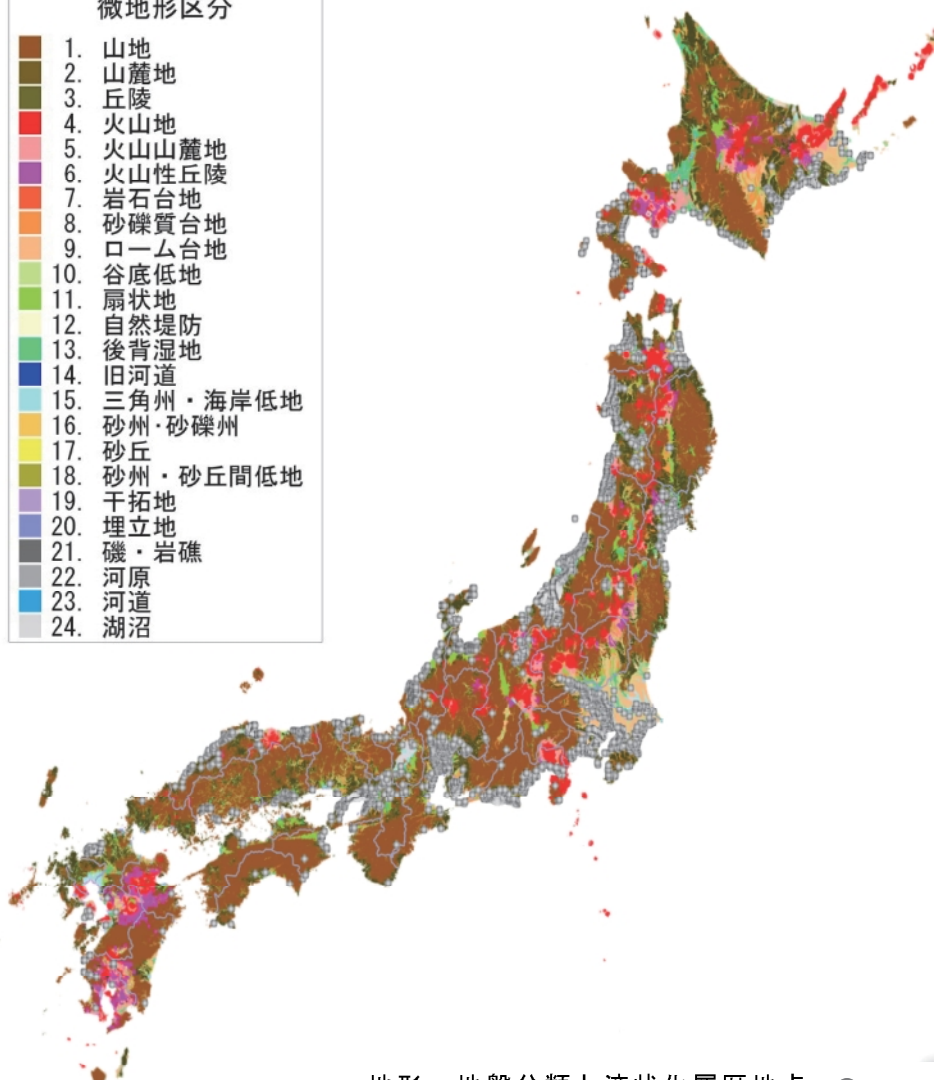 微地形区分
1. 山地
2. 山麓地
3. 丘陵
4. 火山地
5. 火山山麓地
6. 火山性丘陵
7. 岩石台地
8. 砂礫質台地
9. ローム台地
10. 谷底低地
11. 扇状地
12. 自然堤防
13. 後背湿地
14. 旧河道
15. 三角州・海岸低地
16. 砂州・砂礫州
17. 砂丘
18. 砂州・砂丘間低地
19. 干拓地
20. 埋立地
21. 磯・岩礁
22. 河原
23. 河道
24. 湖沼